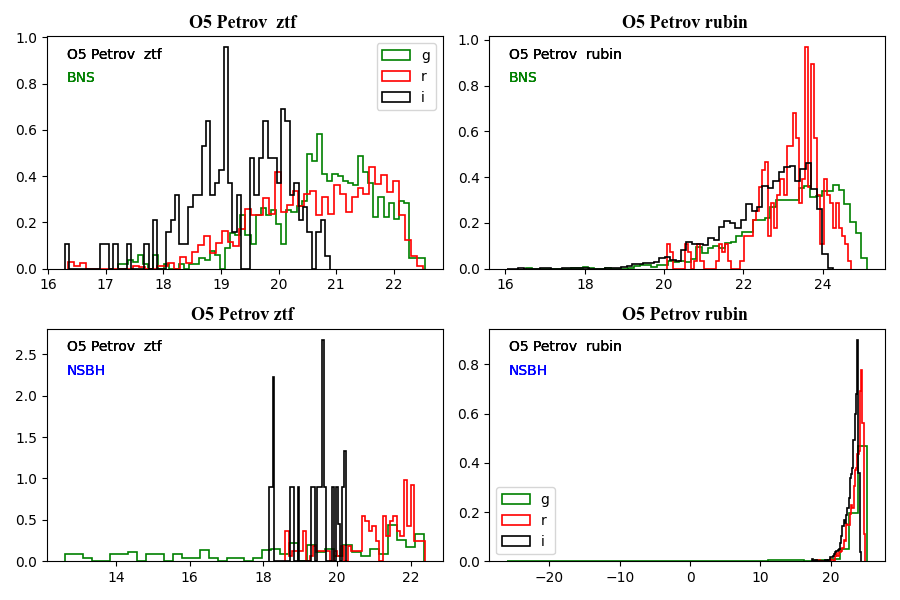 O5 Petrov ztf
O5 Petrov ztf
BNS
g
r
i
1.0
0.8
0.6
0.4
0.2
0.0
16 17 18 19 20 21 22
O5 Petrov rubin
O5 Petrov rubin
BNS
1.0
0.8
0.6
0.4
0.2
0.0
16 18 20 22 24
O5 Petrov ztf
O5 Petrov ztf
NSBH
2.5
2.0
1.5
1.0
0.5
0.0
14 16 18 20 22
O5 Petrov rubin
O5 Petrov rubin
NSBH
g
r
i
0.8
0.6
0.4
0.2
0.0
−20 −10 0 10 20